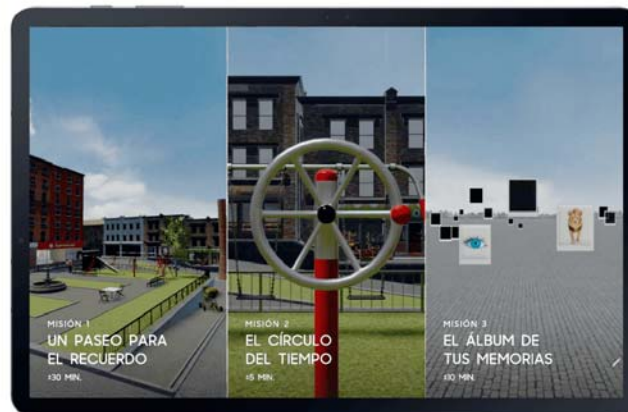 MISIÓN 1
UN PASEO PARA
EL RECUERDO
±30 MIN.
MISIÓN 2
EL CÍRCULO
DEL TIEMPO
±5 MIN.
MISIÓN 3
EL ÁLBUM DE
TUS MEMORIAS
±10 MIN.